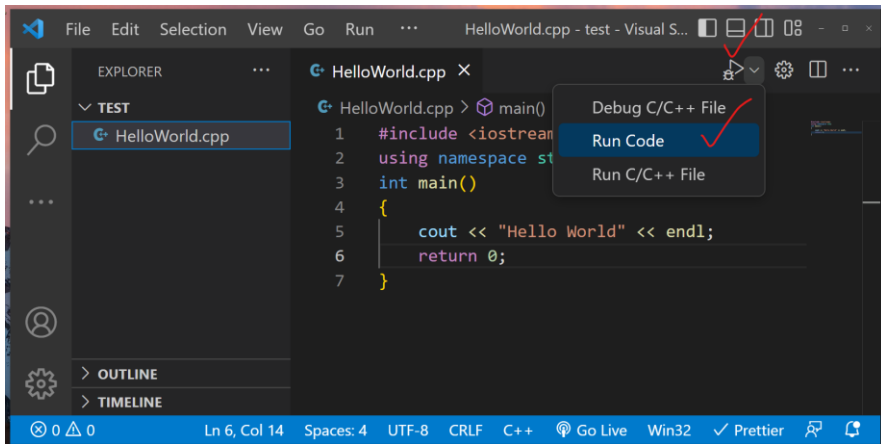 File Edit Selection View Go Run ··· HelloWorld.cpp - test - Visual S...
EXPLORER ···
HelloWorld.cpp
TEST
HelloWorld.cpp
HelloWorld.cpp > main()
Debug C/C++ File
Run Code
Run C/C++ File
1 #include <iostream
2 using namespace st
3 int main()
4 {
5 cout << "Hello World" << endl;
6 return 0;
7 }
OUTLINE
TIMELINE
0 0 Ln 6, Col 14 Spaces: 4 UTF-8 CRLF C++ Go Live Win32 Prettier